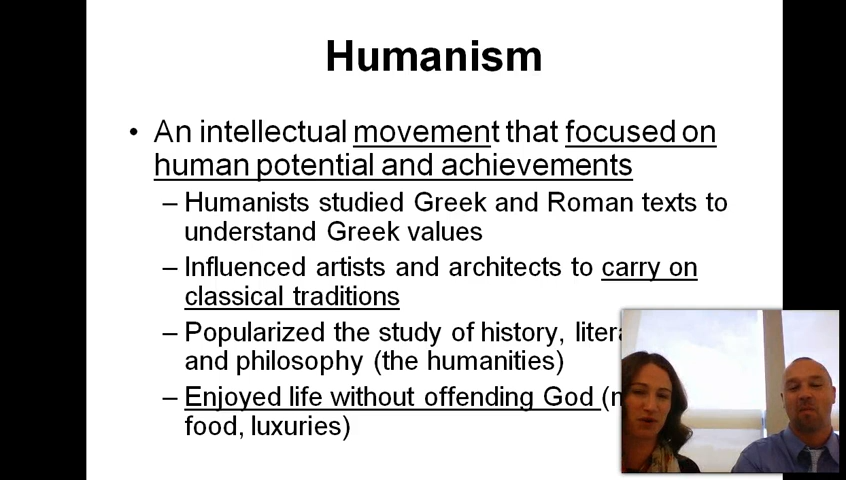 Humanism
• An intellectual movement that focused on
human potential and achievements
– Humanists studied Greek and Roman texts to
understand Greek values
– Influenced artists and architects to carry on
classical traditions
– Popularized the study of history,
and philosophy (the humanities)
– Enjoyed life without offending God
food, luxuries)